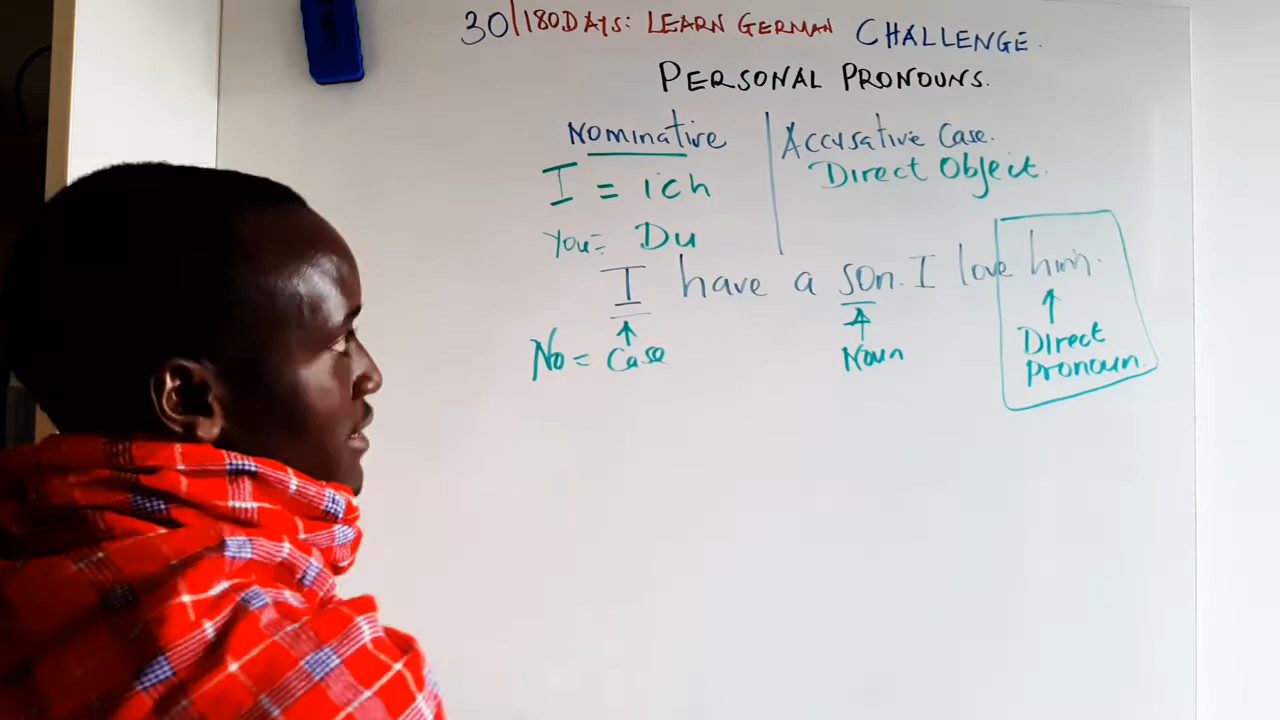 30/180DAYS: LEARN GERMAN CHALLENGE.
PERSONAL PRONOUNS.
Nominative
Accusative Case.
Direct Object.
I = ich
You = Du
I have a son. I love him.
No = Case
Noun
Direct
Pronoun.